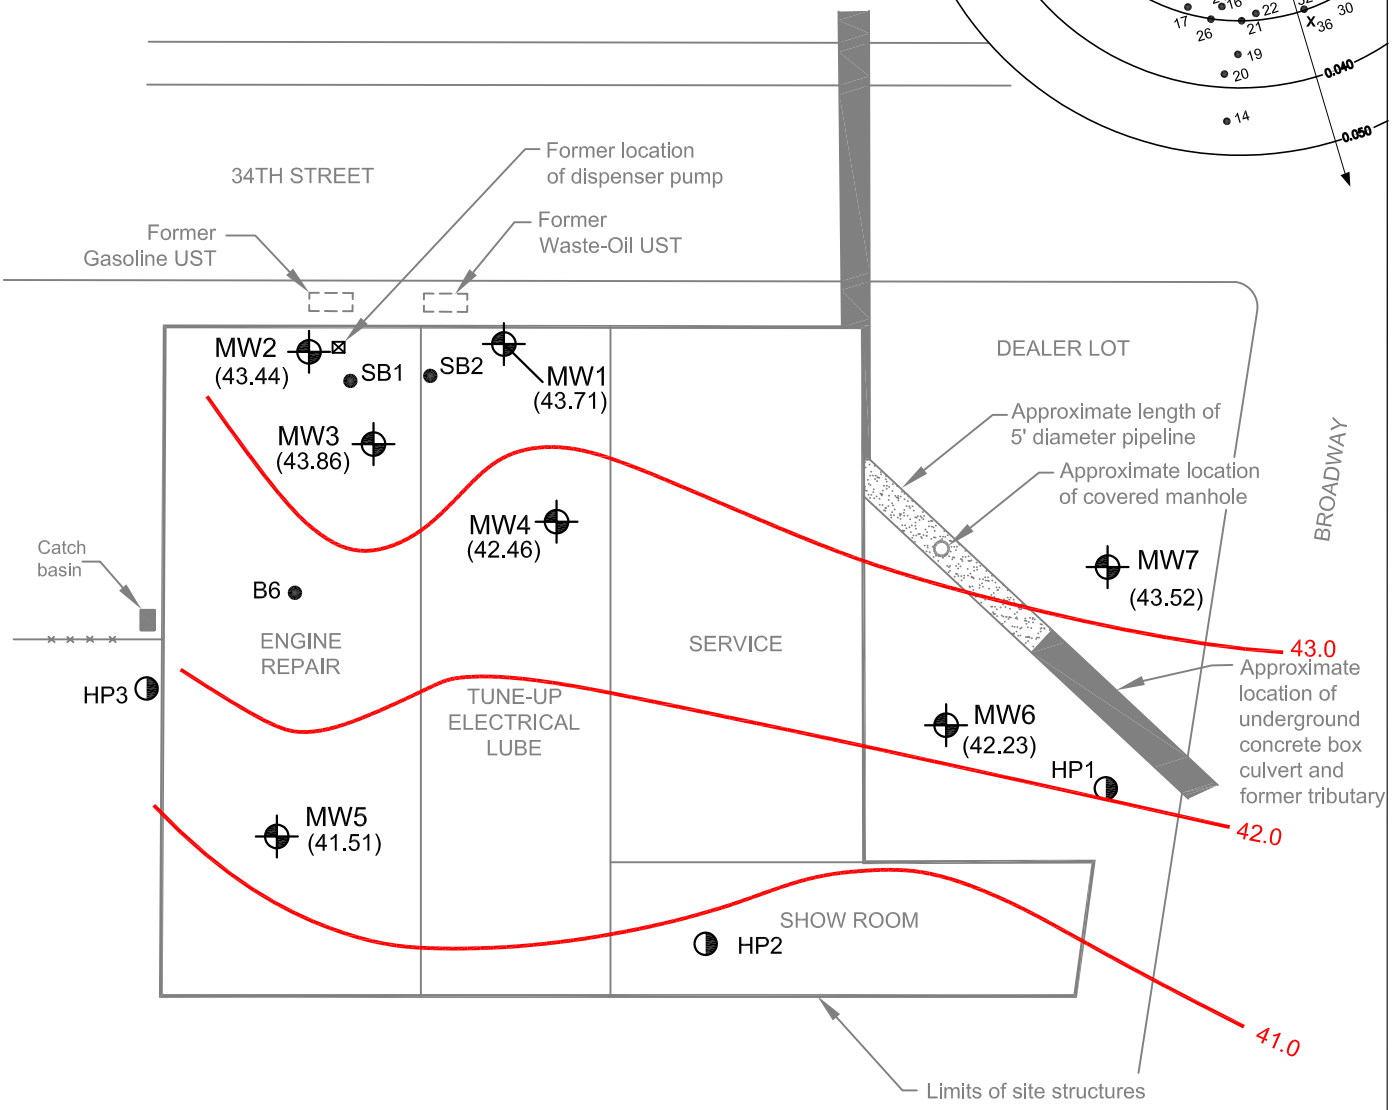 17
16
22
32
30
36
26
21
19
20
14
0.040
0.050
34TH STREET
Former location
of dispenser pump
Former
Gasoline UST
Former
Waste-Oil UST
MW2
(43.44)
SB1
SB2
MW1
(43.71)
DEALER LOT
MW3
(43.86)
Approximate length of
5' diameter pipeline
Approximate location
of covered manhole
BROADWAY
MW4
(42.46)
Catch
basin
B6
MW7
(43.52)
ENGINE
REPAIR
SERVICE
43.0
HP3
TUNE-UP
ELECTRICAL
LUBE
Approximate
location of
underground
concrete box
culvert and
former tributary
MW6
(42.23)
HP1
MW5
(41.51)
42.0
SHOW ROOM
HP2
41.0
Limits of site structures